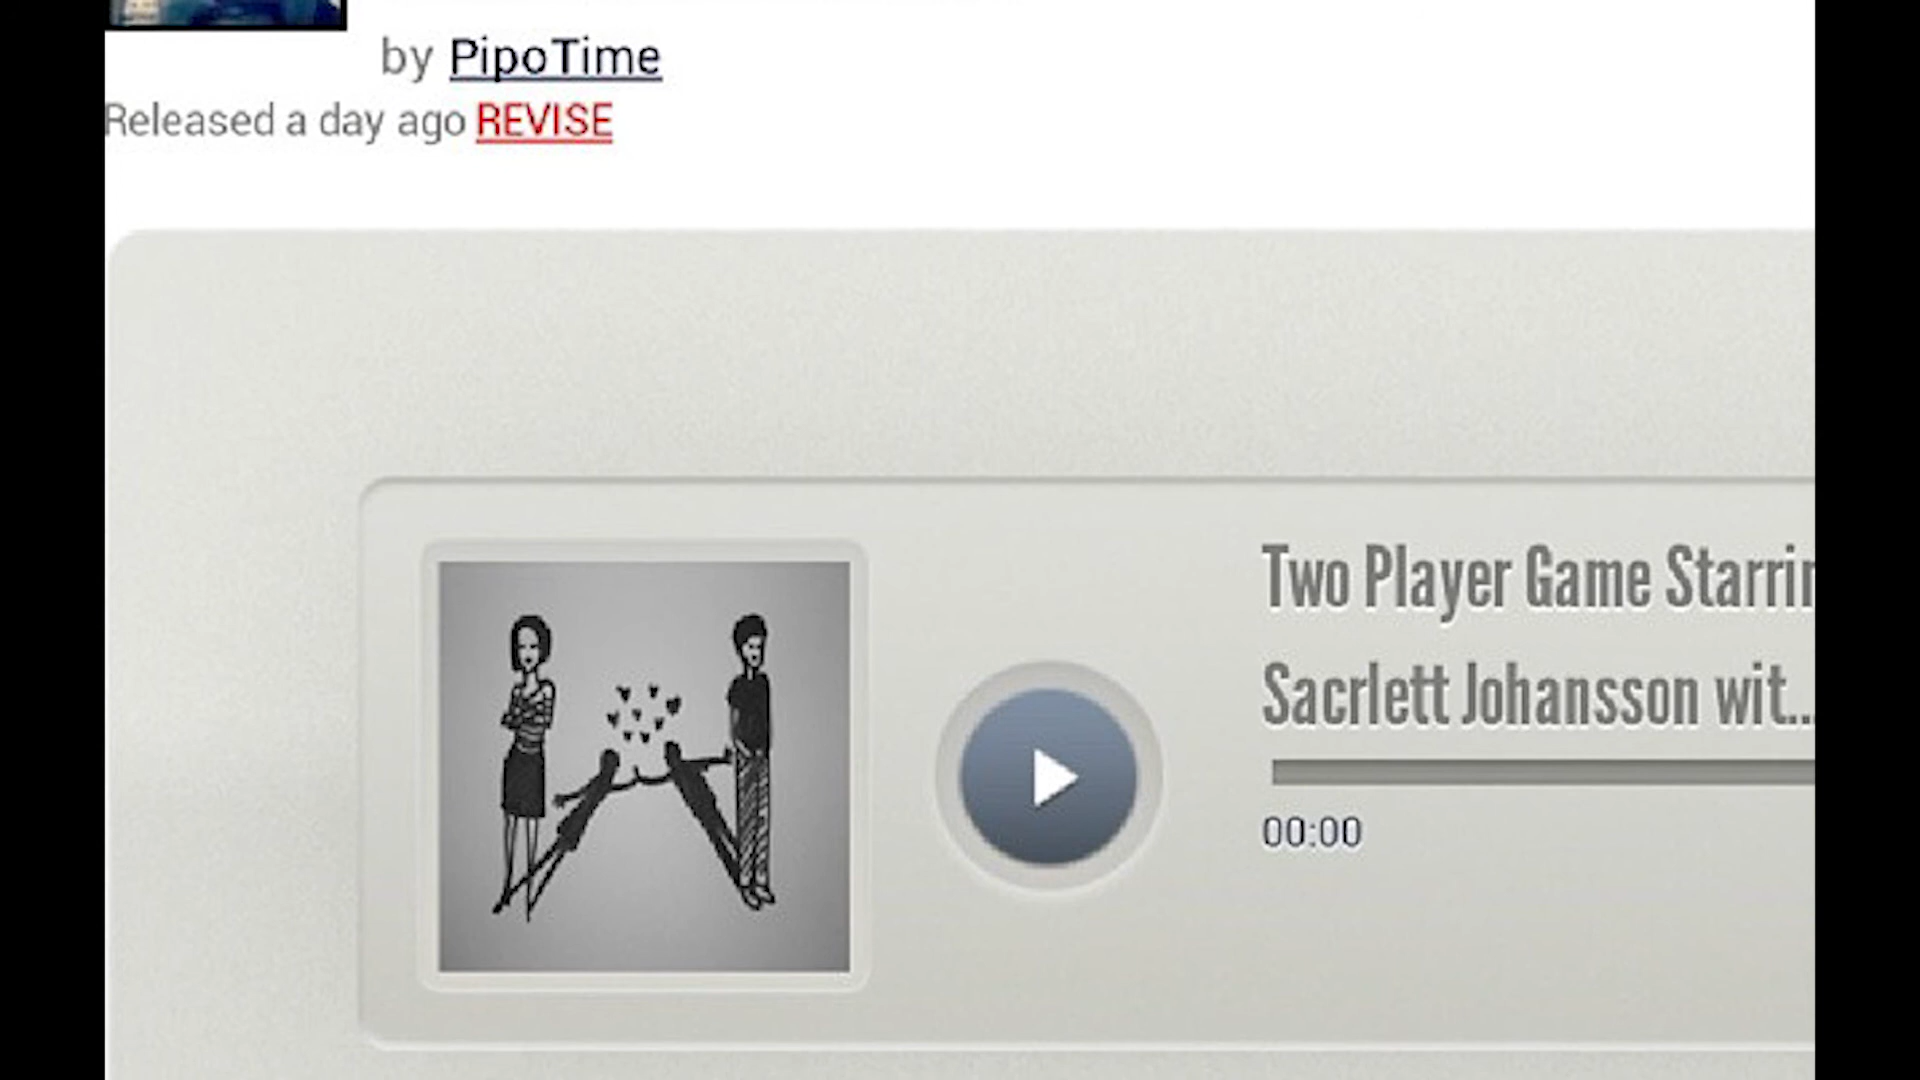 by PipoTime
Released a day ago REVISE
Two Player Game Starrin
Sacrlett Johansson wit...
00:00